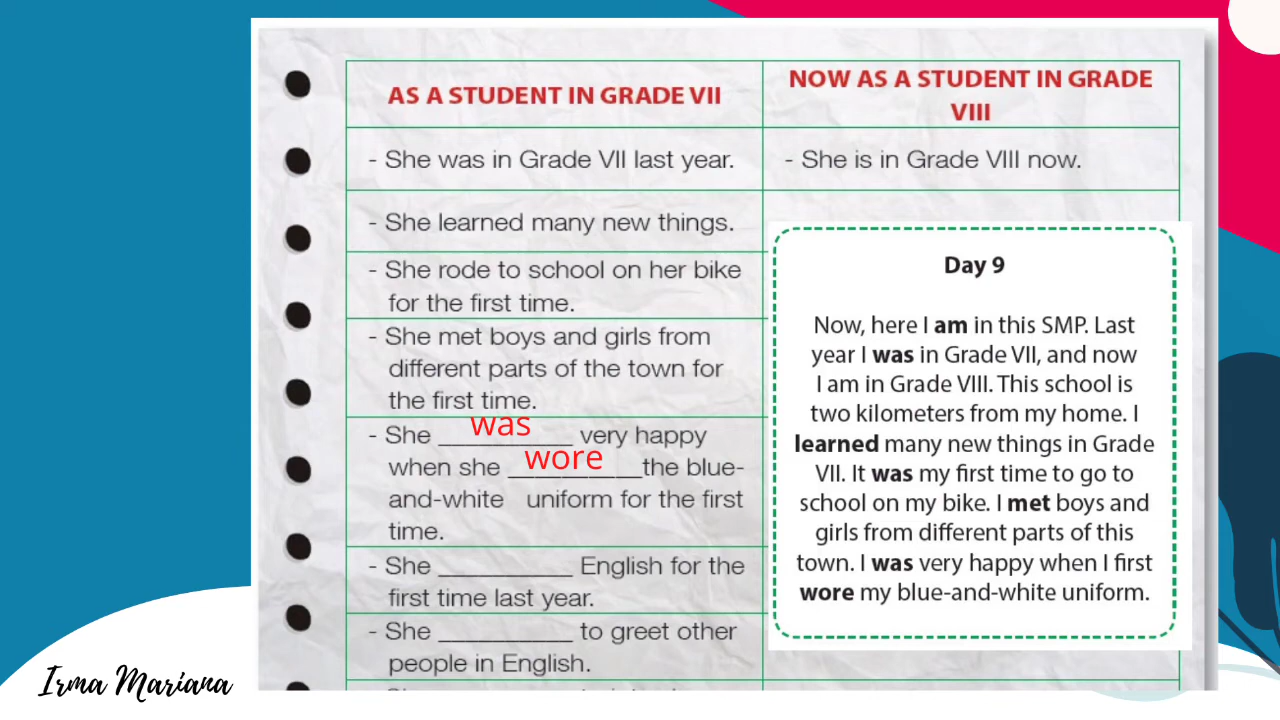 AS A STUDENT IN GRADE VII
NOW AS A STUDENT IN GRADE
VIII
- She was in Grade VII last year.
- She is in Grade VIII now.
- She learned many new things.
- She rode to school on her bike
for the first time.
- She met boys and girls from
different parts of the town for
the first time.
- She was very happy
when she wore the blue-
and-white uniform for the first
time.
- She __________ English for the
first time last year.
- She __________ to greet other
people in English.
Day 9
Now, here I am in this SMP. Last
year I was in Grade VII, and now
I am in Grade VIII. This school is
two kilometers from my home. I
learned many new things in Grade
VII. It was my first time to go to
school on my bike. I met boys and
girls from different parts of this
town. I was very happy when I first
wore my blue-and-white uniform.
Irma Mariana